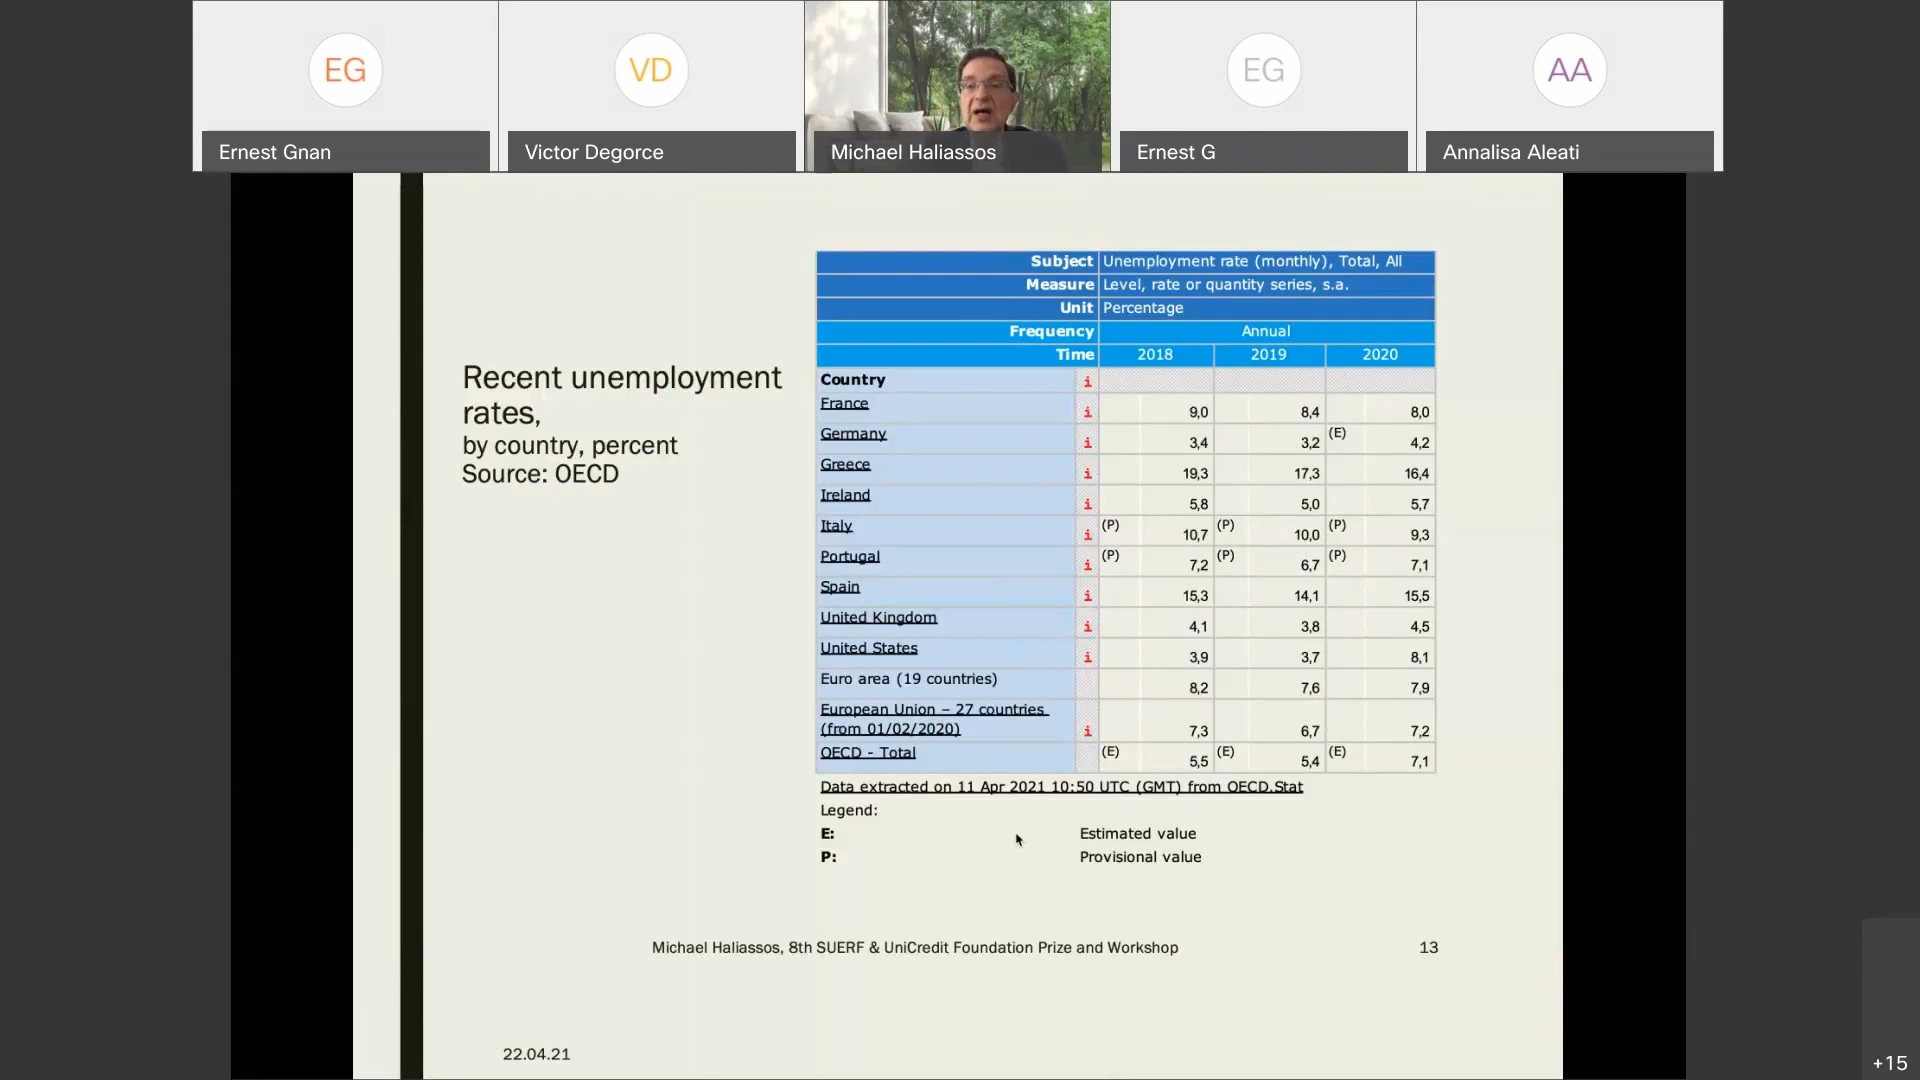 EG
VD
EG
AA
Ernest Gnan
Victor Degorce
Michael Haliassos
Ernest G
Annalisa Aleati
Recent unemployment
rates,
by country, percent
Source: OECD
Subject Unemployment rate (monthly), Total, All
Measure Level, rate or quantity series, s.a.
Unit Percentage
Frequency Annual
Time 2018 2019 2020
Country i
France i 9,0 8,4 8,0
Germany i 3,4 3,2 (E) 4,2
Greece i 19,3 17,3 16,4
Ireland i 5,8 5,0 5,7
Italy i (P) 10,7 (P) 10,0 (P) 9,3
Portugal i (P) 7,2 (P) 6,7 (P) 7,1
Spain i 15,3 14,1 15,5
United Kingdom i 4,1 3,8 4,5
United States i 3,9 3,7 8,1
Euro area (19 countries) 8,2 7,6 7,9
European Union – 27 countries
(from 01/02/2020) i 7,3 6,7 7,2
OECD - Total (E) 5,5 (E) 5,4 (E) 7,1
Data extracted on 11 Apr 2021 10:50 UTC (GMT) from OECD.Stat
Legend:
E: Estimated value
P: Provisional value
Michael Haliassos, 8th SUERF & UniCredit Foundation Prize and Workshop 13
22.04.21
+15